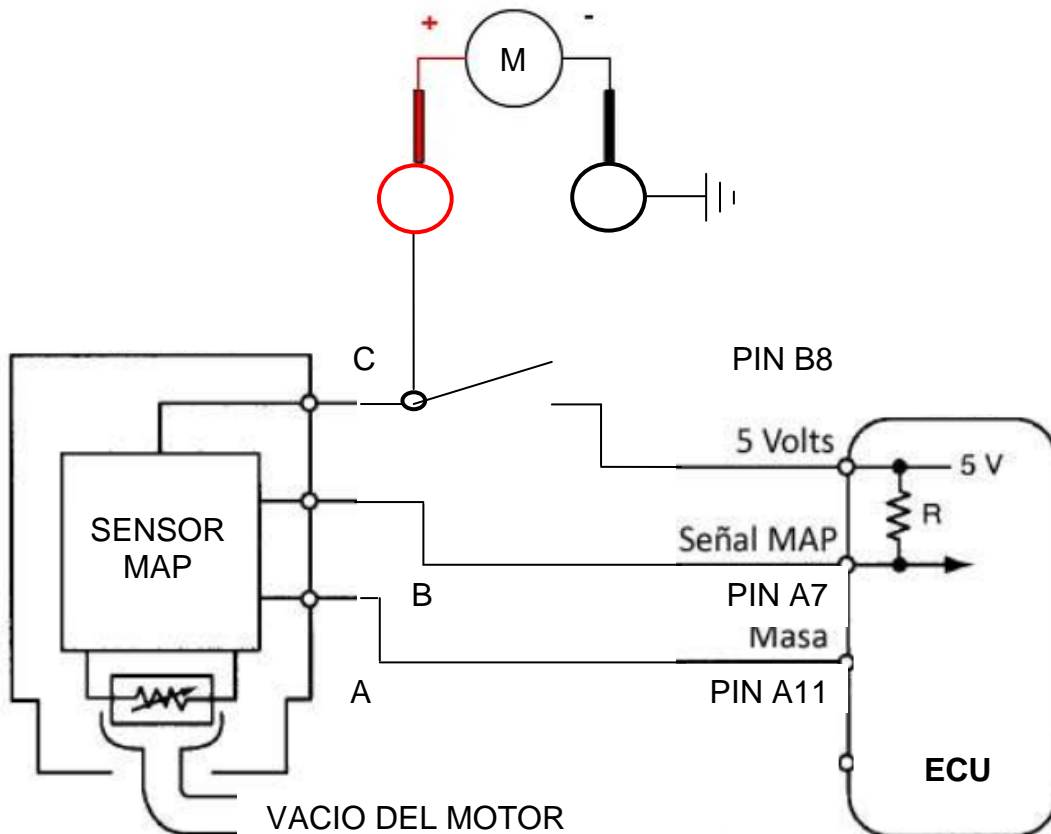 +
-
M
C
PIN B8
5 Volts
5 V
R
SENSOR
MAP
Señal MAP
B
PIN A7
Masa
A
PIN A11
ECU
VACIO DEL MOTOR